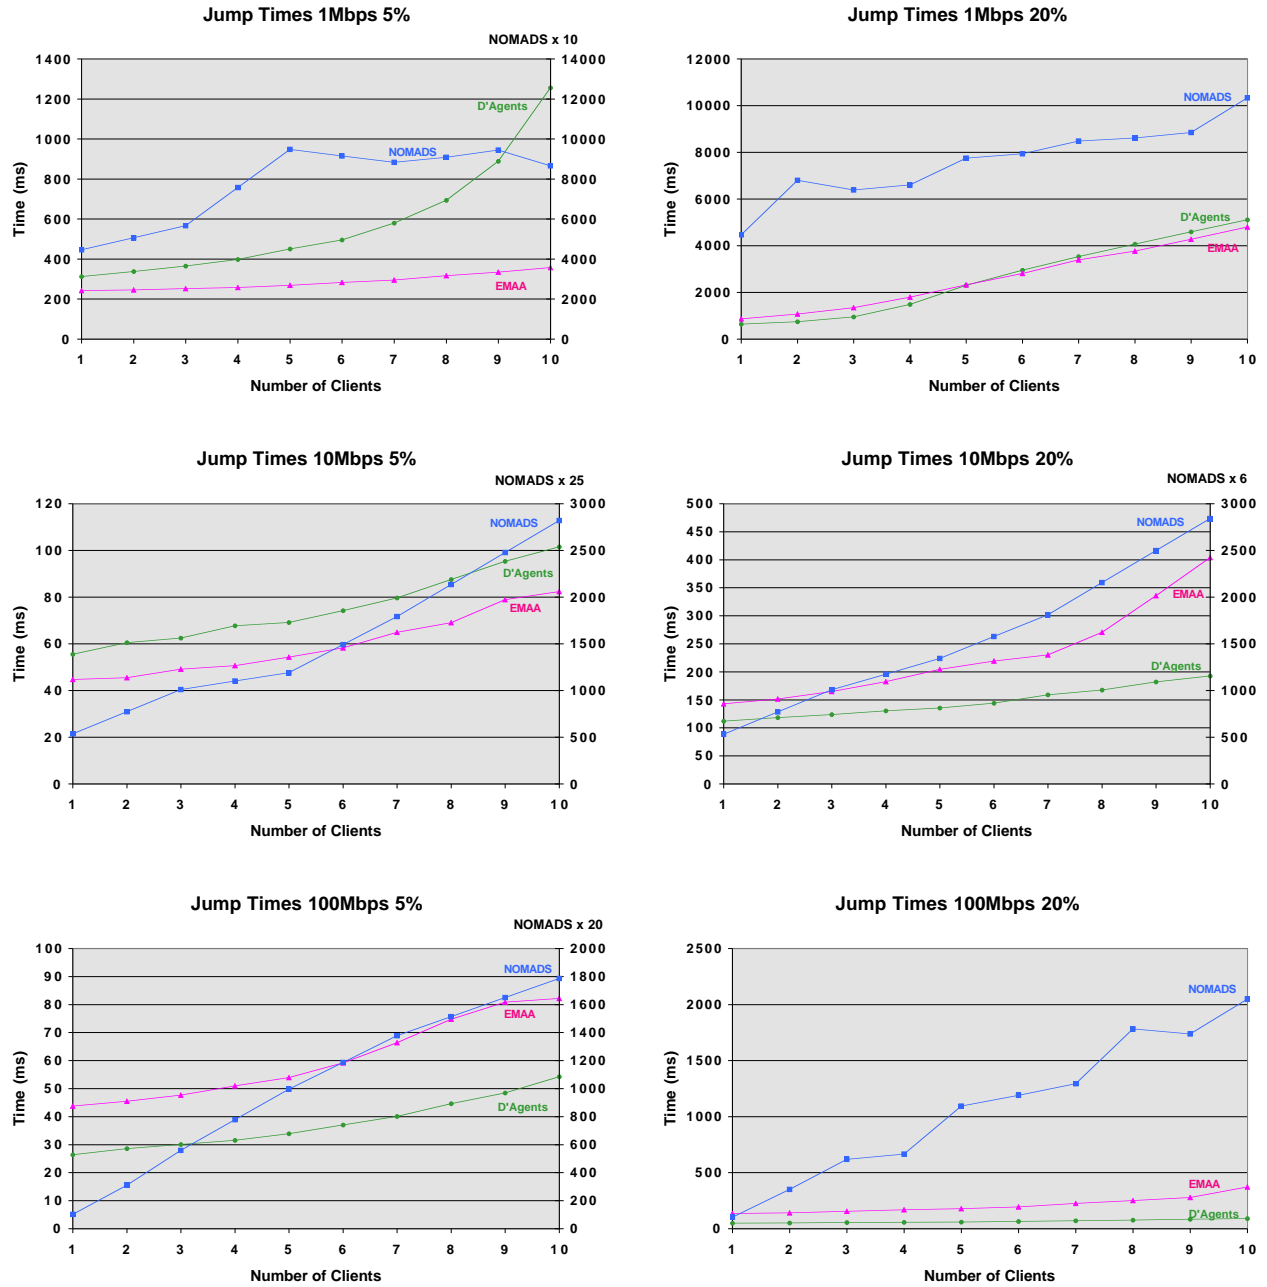 Jump Times 1Mbps 5%
NOMADS x 10
1400 14000
1200 12000
1000 10000
800 8000
600 6000
400 4000
200 2000
0 0
D'Agents
NOMADS
EMAA
Time (ms)
1 2 3 4 5 6 7 8 9 10
Number of Clients
Jump Times 1Mbps 20%
12000
10000
8000
6000
4000
2000
0
NOMADS
D'Agents
EMAA
Time (ms)
1 2 3 4 5 6 7 8 9 10
Number of Clients
Jump Times 10Mbps 5%
NOMADS x 25
120 3000
100 2500
80 2000
60 1500
40 1000
20 500
0 0
NOMADS
D'Agents
EMAA
Time (ms)
1 2 3 4 5 6 7 8 9 10
Number of Clients
Jump Times 10Mbps 20%
NOMADS x 6
500 3000
450
400 2500
350
300 2000
250 1500
200
150 1000
100
50 500
0 0
NOMADS
EMAA
D'Agents
Time (ms)
1 2 3 4 5 6 7 8 9 10
Number of Clients
Jump Times 100Mbps 5%
NOMADS x 20
100 2000
90 1800
80 1600
70 1400
60 1200
50 1000
40 800
30 600
20 400
10 200
0 0
NOMADS
EMAA
D'Agents
Time (ms)
1 2 3 4 5 6 7 8 9 10
Number of Clients
Jump Times 100Mbps 20%
2500
2000
1500
1000
500
0
NOMADS
EMAA
D'Agents
Time (ms)
1 2 3 4 5 6 7 8 9 10
Number of Clients